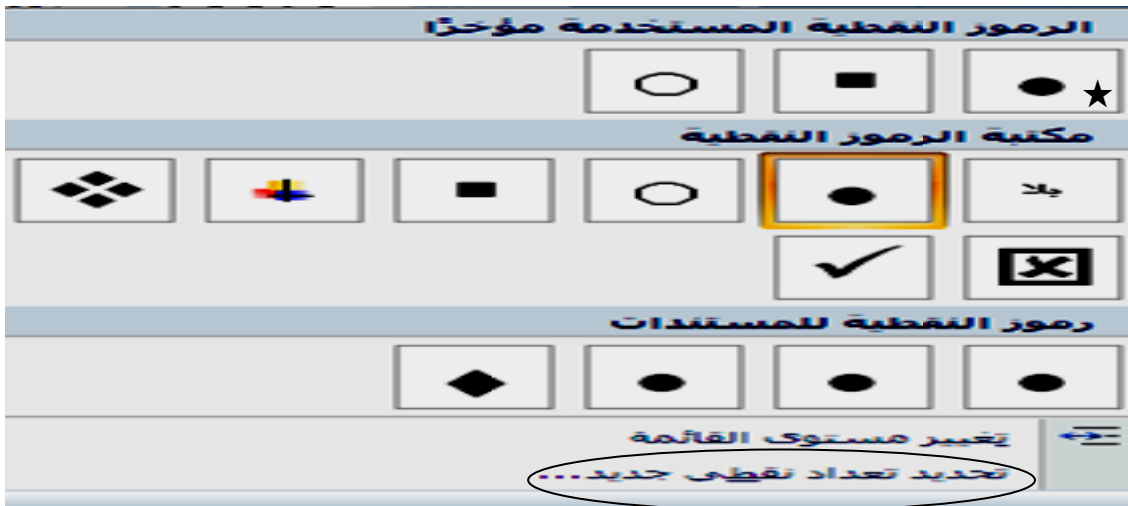 الرموز النقطية المستخدمة مؤخرًا
مكتبة الرموز النقطية
بلا
رموز النقطية للمستندات
تغيير مستوى القائمة
تحديد تعداد نقطي جديد...